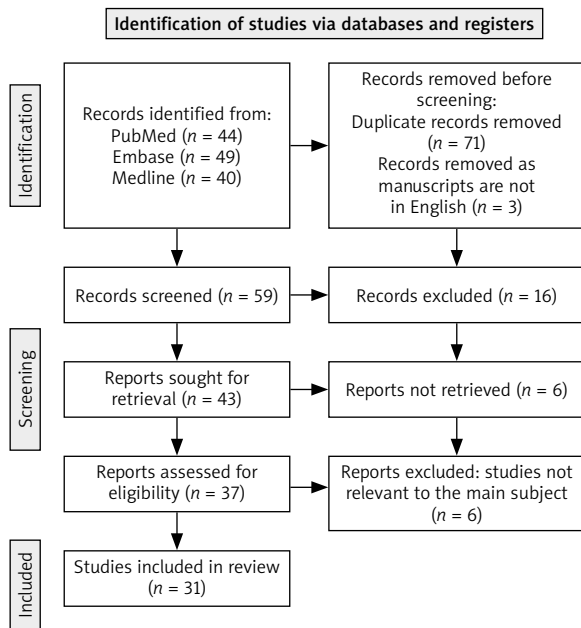 Identification of studies via databases and registers
Identification
Records identified from:
PubMed (n = 44)
Embase (n = 49)
Medline (n = 40)
Records removed before
screening:
Duplicate records removed
(n = 71)
Records removed as
manuscripts are not
in English (n = 3)
Screening
Records screened (n = 59)
Records excluded (n = 16)
Reports sought for
retrieval (n = 43)
Reports not retrieved (n = 6)
Reports assessed for
eligibility (n = 37)
Reports excluded: studies not
relevant to the main subject
(n = 6)
Included
Studies included in review
(n = 31)